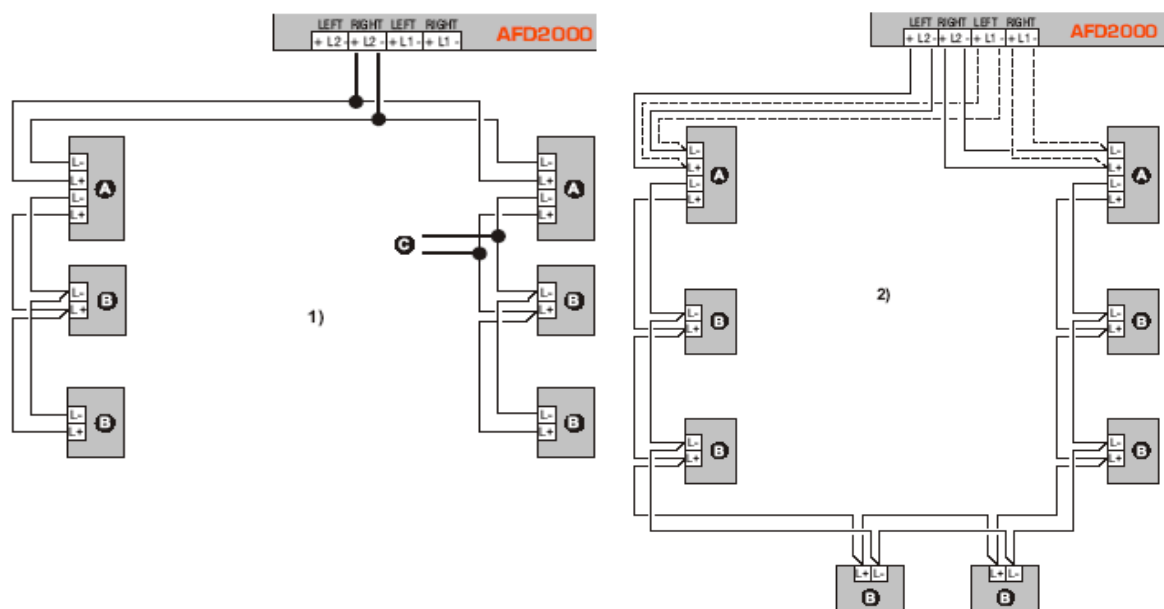 LEFT RIGHT LEFT RIGHT
+ L2 - + L2 - + L1 - + L1 -
AFD2000
L-
L+
L-
L+
A
L-
L+
B
L-
L+
B
L-
L+
L-
L+
A
C
L-
L+
B
L-
L+
B
1)
LEFT RIGHT LEFT RIGHT
+ L2 - + L2 - + L1 - + L1 -
AFD2000
L-
L+
L-
L+
A
L-
L+
B
L-
L+
B
L-
L+
L-
L+
A
L-
L+
B
L-
L+
B
2)
L+ L-
B
L+ L-
B